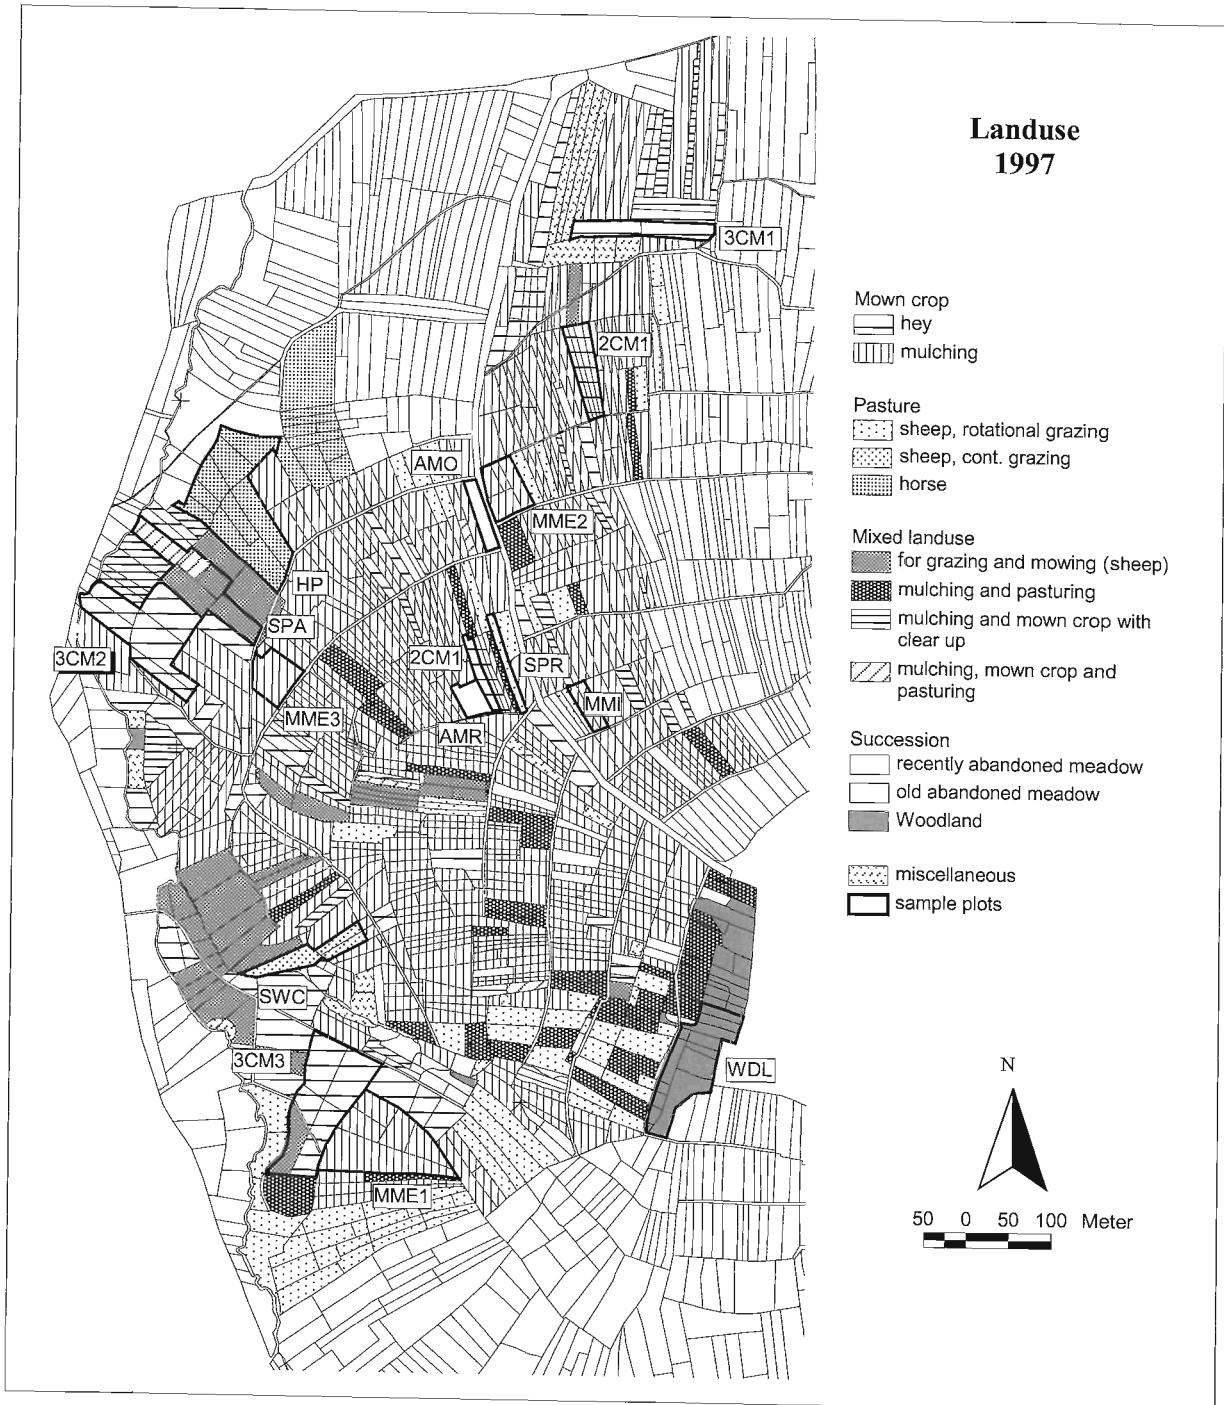 Landuse
1997
3CM1
Mown crop
hey
mulching
2CM1
Pasture
sheep, rotational grazing
sheep, cont. grazing
horse
AMO
MME2
Mixed landuse
for grazing and mowing (sheep)
mulching and pasturing
mulching and mown crop with
clear up
mulching, mown crop and
pasturing
HP
SPA
3CM2
2CM1
SPR
MMI
MME3
AMR
Succession
recently abandoned meadow
old abandoned meadow
Woodland
miscellaneous
sample plots
SWC
3CM3
WDL
MME1
N
50 0 50 100 Meter